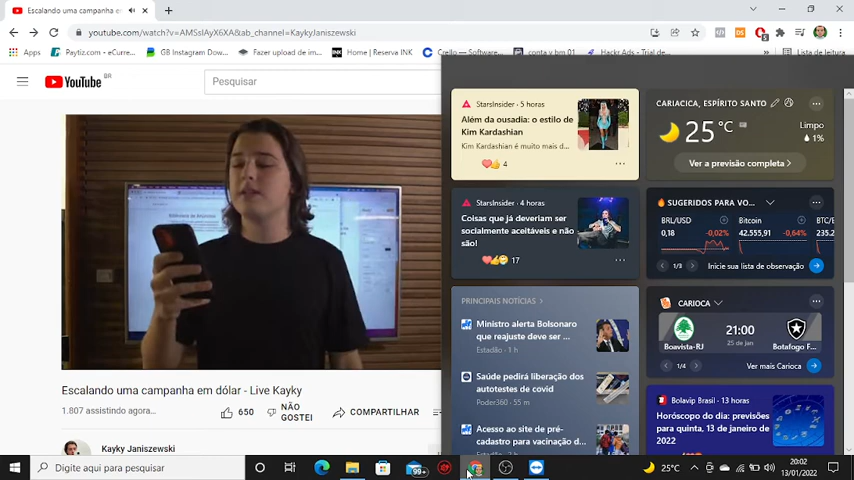 Escalando uma campanha em
youtube.com/watch?v=AMSsIAyX6XA&ab_channel=KaykyJaniszewski
Apps
Paytiz.com - eCurre...
GB Instagram Down...
Fazer upload de im...
Home | Reserva INK
Crello — Software...
conta v bm 01
Hackr Ads - Trial de...
Lista de leitura
YouTube BR
Pesquisar
StarsInsider · 5 horas
Além da ousadia: o estilo de
Kim Kardashian
Kim Kardashian é muito mais d...
4
CARIACICA, ESPÍRITO SANTO
25 °C
Limpo
1%
Ver a previsão completa
StarsInsider · 4 horas
Coisas que já deveriam ser
socialmente aceitáveis e não
são!
17
SUGERIDOS PARA VO...
BRL/USD
0,18 -0,02%
Bitcoin
42.555,91 -0,64%
BTC/E
235.2
1/3
Inicie sua lista de observação
PRINCIPAIS NOTÍCIAS
Ministro alerta Bolsonaro
que reajuste deve ser ...
Estadão · 1 h
Saúde pedirá liberação dos
autotestes de covid
Poder360 · 55 m
Acesso ao site de pré-
cadastro para vacinação d...
Estadão · 2 h
CARIOCA
21:00
25 de jan
Boavista-RJ
Botafogo F...
1/4
Ver mais Carioca
Bolavip Brasil · 13 horas
Horóscopo do dia: previsões
para quinta, 13 de janeiro de
2022
Escalando uma campanha em dólar - Live Kayky
1.807 assistindo agora...
650
NÃO
GOSTEI
COMPARTILHAR
Kayky Janiszewski
Digite aqui para pesquisar
99+
25°C
20:02
13/01/2022